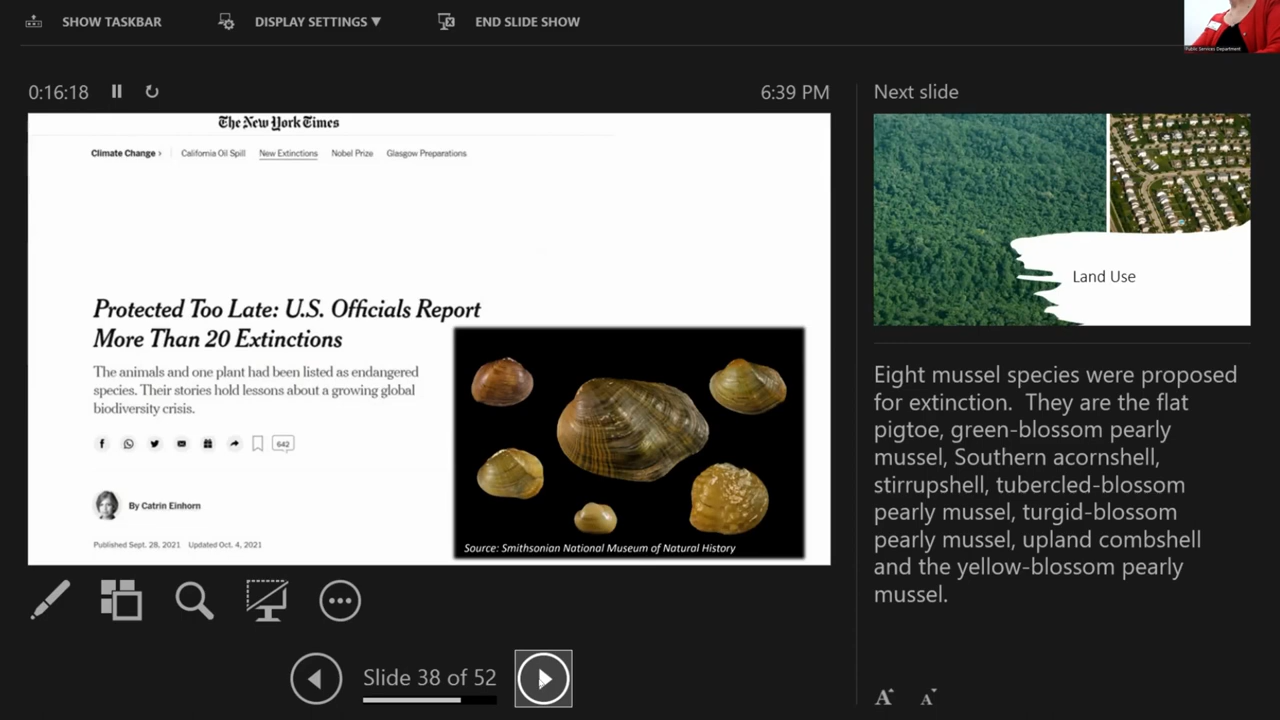 SHOW TASKBAR
DISPLAY SETTINGS ▼
END SLIDE SHOW
Public Services Department
0:16:18
6:39 PM
Next slide
The New York Times
Climate Change › California Oil Spill New Extinctions Nobel Prize Glasgow Preparations
Protected Too Late: U.S. Officials Report
More Than 20 Extinctions
The animals and one plant had been listed as endangered
species. Their stories hold lessons about a growing global
biodiversity crisis.
642
By Catrin Einhorn
Published Sept. 28, 2021 Updated Oct. 4, 2021
Source: Smithsonian National Museum of Natural History
Land Use
Eight mussel species were proposed
for extinction. They are the flat
pigtoe, green-blossom pearly
mussel, Southern acornshell,
stirrupshell, tubercled-blossom
pearly mussel, turgid-blossom
pearly mussel, upland combshell
and the yellow-blossom pearly
mussel.
Slide 38 of 52
A A